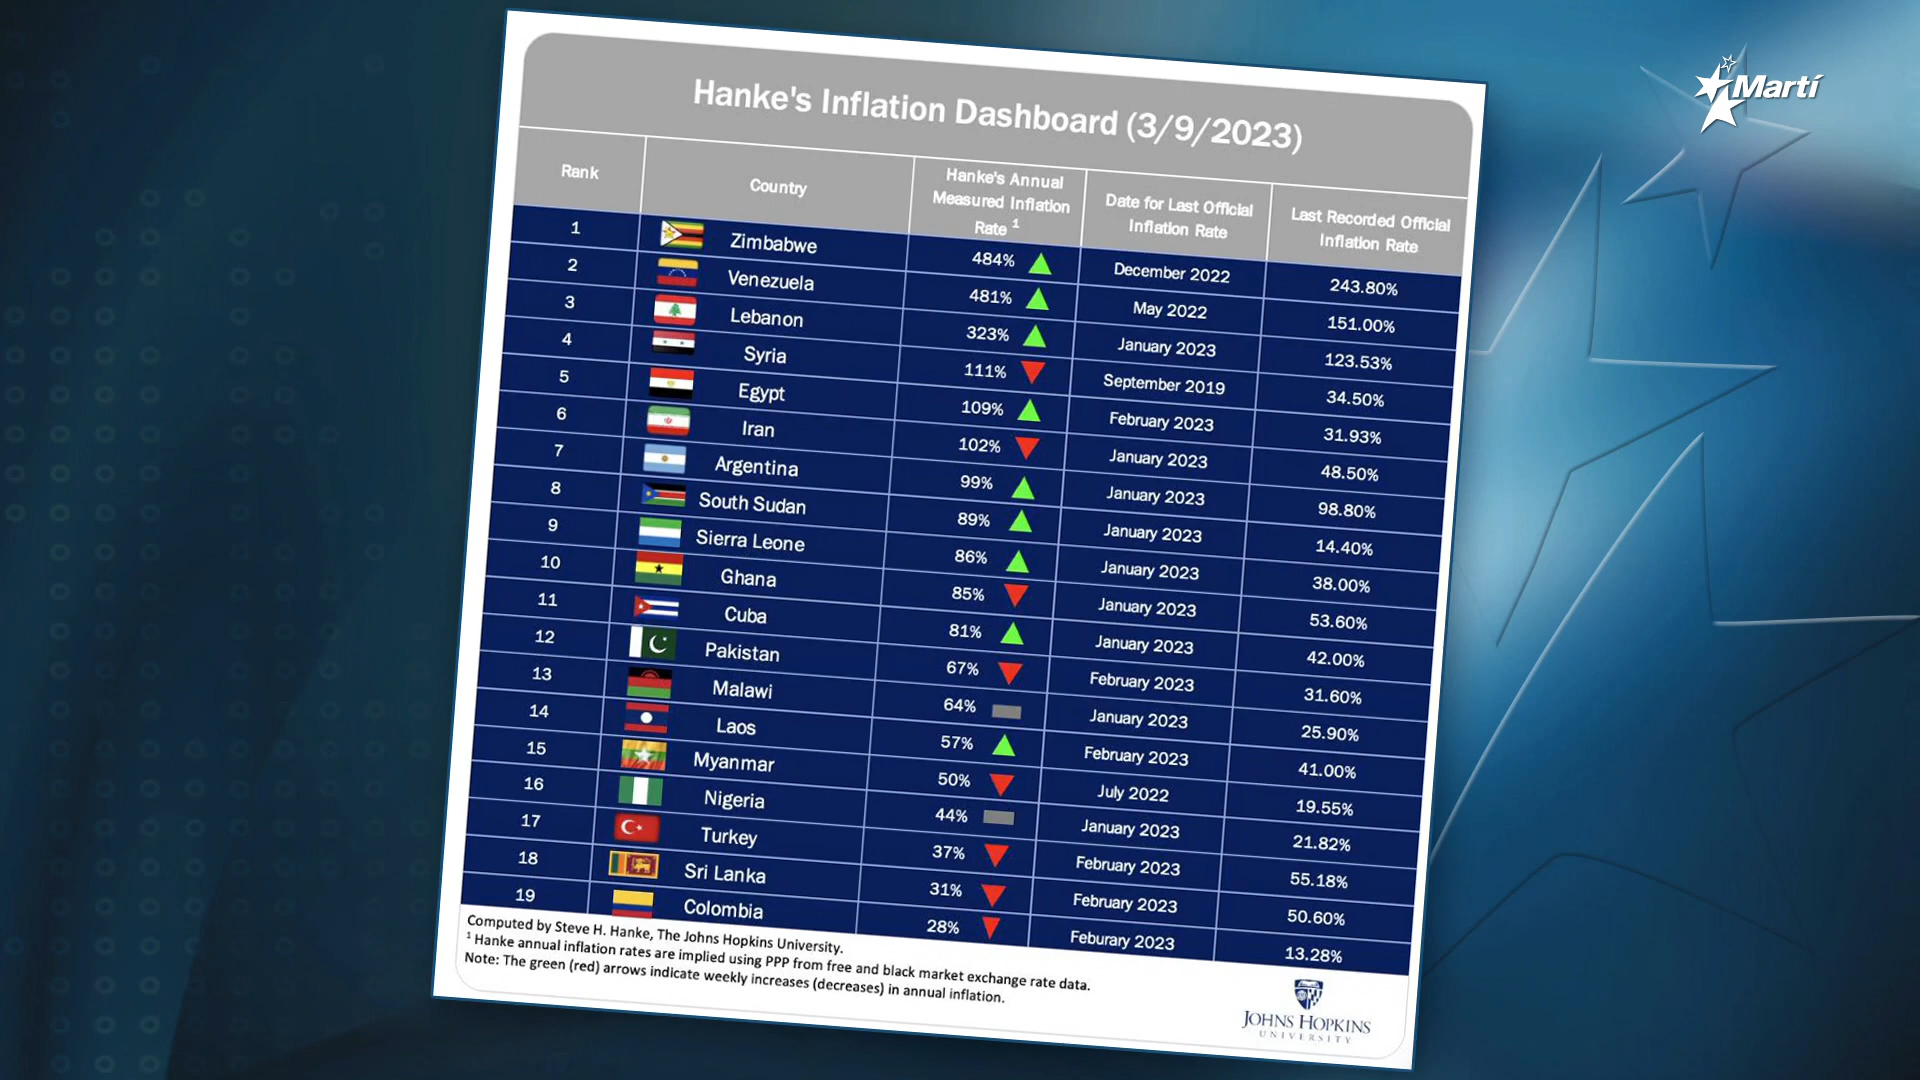 Martí
Hanke's Inflation Dashboard (3/9/2023)
Rank Country Hanke's Annual Measured Inflation Rate 1 Date for Last Official Inflation Rate Last Recorded Official Inflation Rate
1 Zimbabwe 484% December 2022 243.80%
2 Venezuela 481% May 2022 151.00%
3 Lebanon 323% January 2023 123.53%
4 Syria 111% September 2019 34.50%
5 Egypt 109% February 2023 31.93%
6 Iran 102% January 2023 48.50%
7 Argentina 99% January 2023 98.80%
8 South Sudan 89% January 2023 14.40%
9 Sierra Leone 86% January 2023 38.00%
10 Ghana 85% January 2023 53.60%
11 Cuba 81% January 2023 42.00%
12 Pakistan 67% February 2023 31.60%
13 Malawi 64% January 2023 25.90%
14 Laos 57% February 2023 41.00%
15 Myanmar 50% July 2022 19.55%
16 Nigeria 44% January 2023 21.82%
17 Turkey 37% February 2023 55.18%
18 Sri Lanka 31% February 2023 50.60%
19 Colombia 28% Feburary 2023 13.28%
Computed by Steve H. Hanke, The Johns Hopkins University.
1 Hanke annual inflation rates are implied using PPP from free and black market exchange rate data.
Note: The green (red) arrows indicate weekly increases (decreases) in annual inflation.
JOHNS HOPKINS
UNIVERSITY